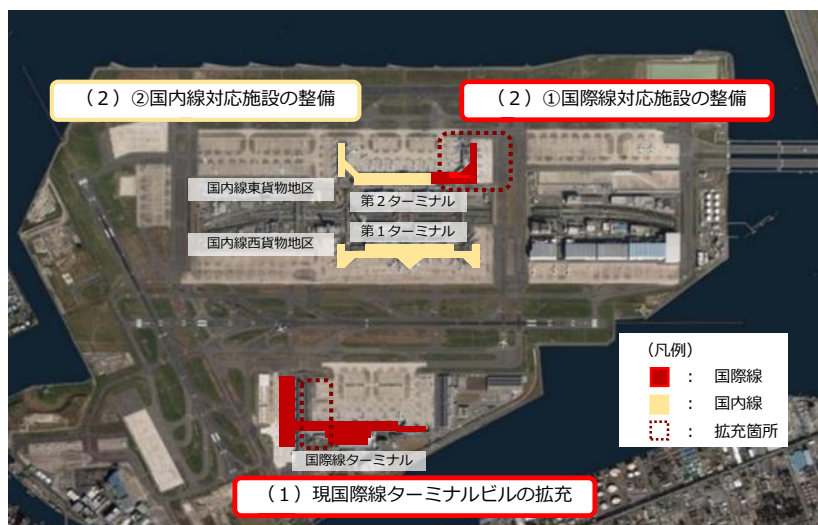 （２）②国内線対応施設の整備
（２）①国際線対応施設の整備
国内線東貨物地区
第２ターミナル
第１ターミナル
国内線西貨物地区
（凡例）
： 国際線
： 国内線
： 拡充箇所
国際線ターミナル
（１）現国際線ターミナルビルの拡充